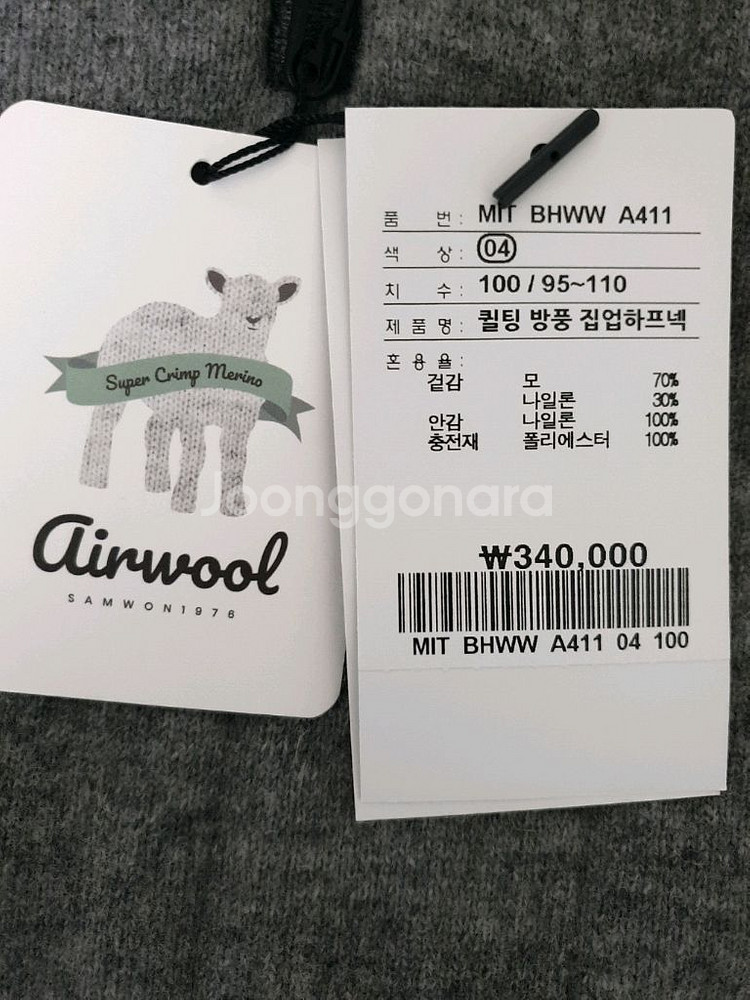 Super Crimp Merino
Airwool
SAMWON1976
품 번 : MIT BHWW A411
색 상 : 04
치 수 : 100 / 95~110
제 품 명 : 퀼팅 방풍 집업하프넥
혼 용 율 :
겉감 모 70%
나일론 30%
안감 나일론 100%
충전재 폴리에스터 100%
Joonggonara
₩340,000
MIT BHWW A411 04 100